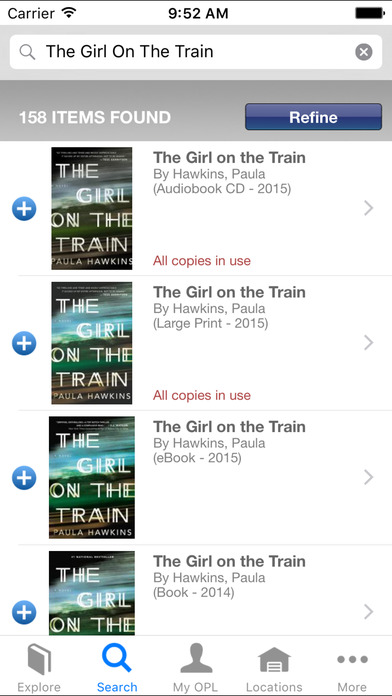 Carrier 9:52 AM
The Girl On The Train
158 ITEMS FOUND
Refine
THE
GIRL
ON THE
TRAIN
PAULA HAWKINS
The Girl on the Train
By Hawkins, Paula
(Audiobook CD - 2015)
All copies in use
THE
GIRL
ON THE
TRAIN
PAULA HAWKINS
The Girl on the Train
By Hawkins, Paula
(Large Print - 2015)
All copies in use
THE
GIRL
ON THE
TRAIN
PAULA HAWKINS
The Girl on the Train
By Hawkins, Paula
(eBook - 2015)
#1 NATIONAL BESTSELLER
THE
GIRL
ON THE
The Girl on the Train
By Hawkins, Paula
(Book - 2014)
Explore
Search
My OPL
Locations
More